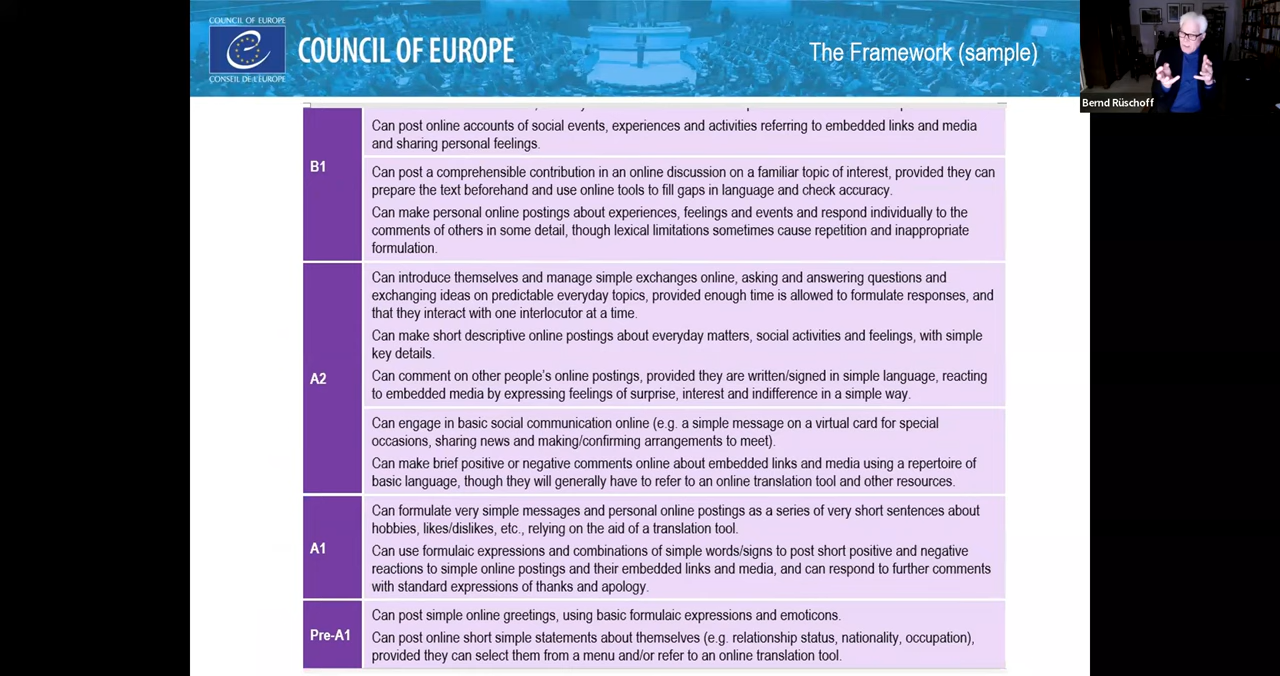 COUNCIL OF EUROPE
CONSEIL DE L'EUROPE
COUNCIL OF EUROPE
The Framework (sample)
Bernd Rüschoff
B1
Can post online accounts of social events, experiences and activities referring to embedded links and media
and sharing personal feelings.
Can post a comprehensible contribution in an online discussion on a familiar topic of interest, provided they can
prepare the text beforehand and use online tools to fill gaps in language and check accuracy.
Can make personal online postings about experiences, feelings and events and respond individually to the
comments of others in some detail, though lexical limitations sometimes cause repetition and inappropriate
formulation.
A2
Can introduce themselves and manage simple exchanges online, asking and answering questions and
exchanging ideas on predictable everyday topics, provided enough time is allowed to formulate responses, and
that they interact with one interlocutor at a time.
Can make short descriptive online postings about everyday matters, social activities and feelings, with simple
key details.
Can comment on other people's online postings, provided they are written/signed in simple language, reacting
to embedded media by expressing feelings of surprise, interest and indifference in a simple way.
Can engage in basic social communication online (e.g. a simple message on a virtual card for special
occasions, sharing news and making/confirming arrangements to meet).
Can make brief positive or negative comments online about embedded links and media using a repertoire of
basic language, though they will generally have to refer to an online translation tool and other resources.
A1
Can formulate very simple messages and personal online postings as a series of very short sentences about
hobbies, likes/dislikes, etc., relying on the aid of a translation tool.
Can use formulaic expressions and combinations of simple words/signs to post short positive and negative
reactions to simple online postings and their embedded links and media, and can respond to further comments
with standard expressions of thanks and apology.
Pre-A1
Can post simple online greetings, using basic formulaic expressions and emoticons.
Can post online short simple statements about themselves (e.g. relationship status, nationality, occupation),
provided they can select them from a menu and/or refer to an online translation tool.